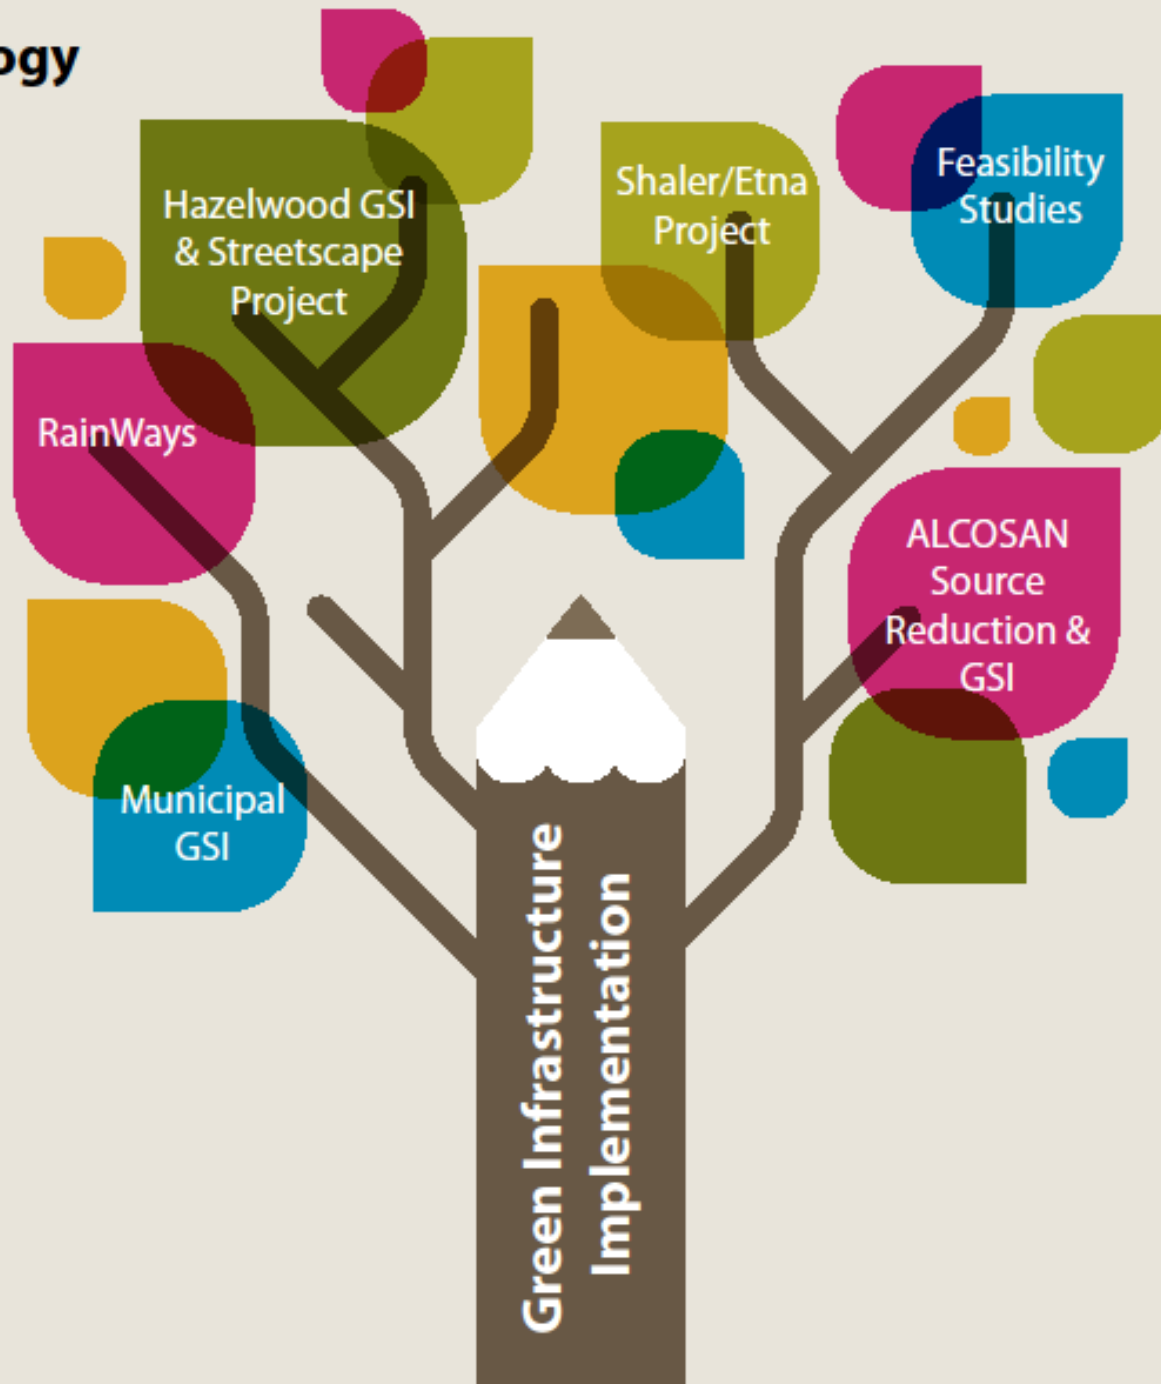 ogy
Hazelwood GSI
& Streetscape
Project
Shaler/Etna
Project
Feasibility
Studies
RainWays
ALCOSAN
Source
Reduction &
GSI
Municipal
GSI
Green Infrastructure
Implementation